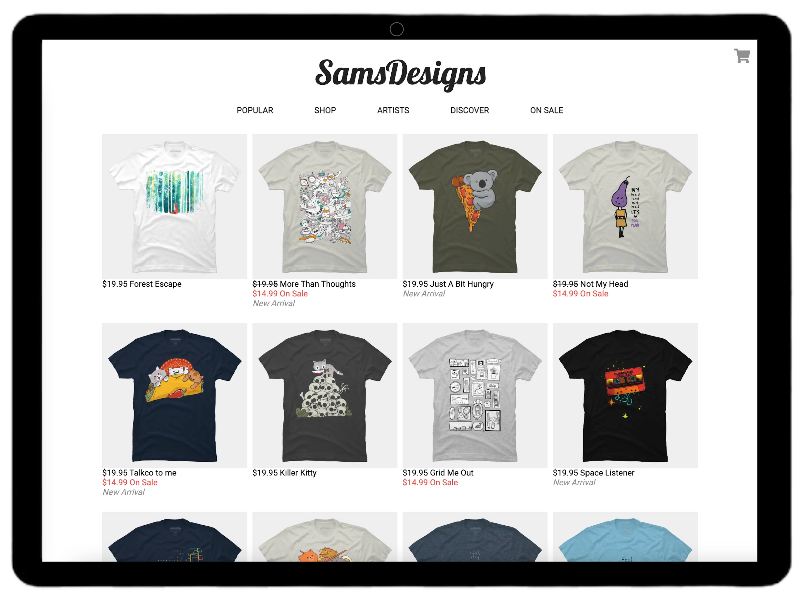 SamsDesigns
POPULAR SHOP ARTISTS DISCOVER ON SALE
$19.95 Forest Escape
$19.95 More Than Thoughts
$14.99 On Sale
New Arrival
$19.95 Just A Bit Hungry
New Arrival
$19.95 Not My Head
$14.99 On Sale
$19.95 Talkco to me
$14.99 On Sale
New Arrival
$19.95 Killer Kitty
$19.95 Grid Me Out
$14.99 On Sale
$19.95 Space Listener
New Arrival